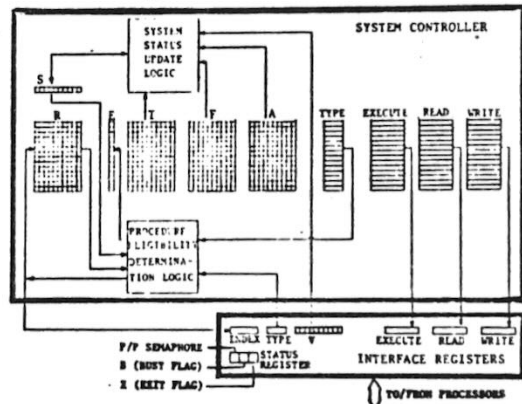 SYSTEM CONTROLLER
SYSTEM
STATUS
UPDATE
LOGIC
S
R E T F A TYPE EXECUTE READ WRITE
PROCEDURE
ELIGIBILITY
DETERMINA-
TION LOGIC
INDEX TYPE V EXECUTE READ WRITE
P/P SEMAPHORE
STATUS
REGISTER
INTERFACE REGISTERS
B (BUSY FLAG)
X (EXIT FLAG)
TO/FROM PROCESSORS